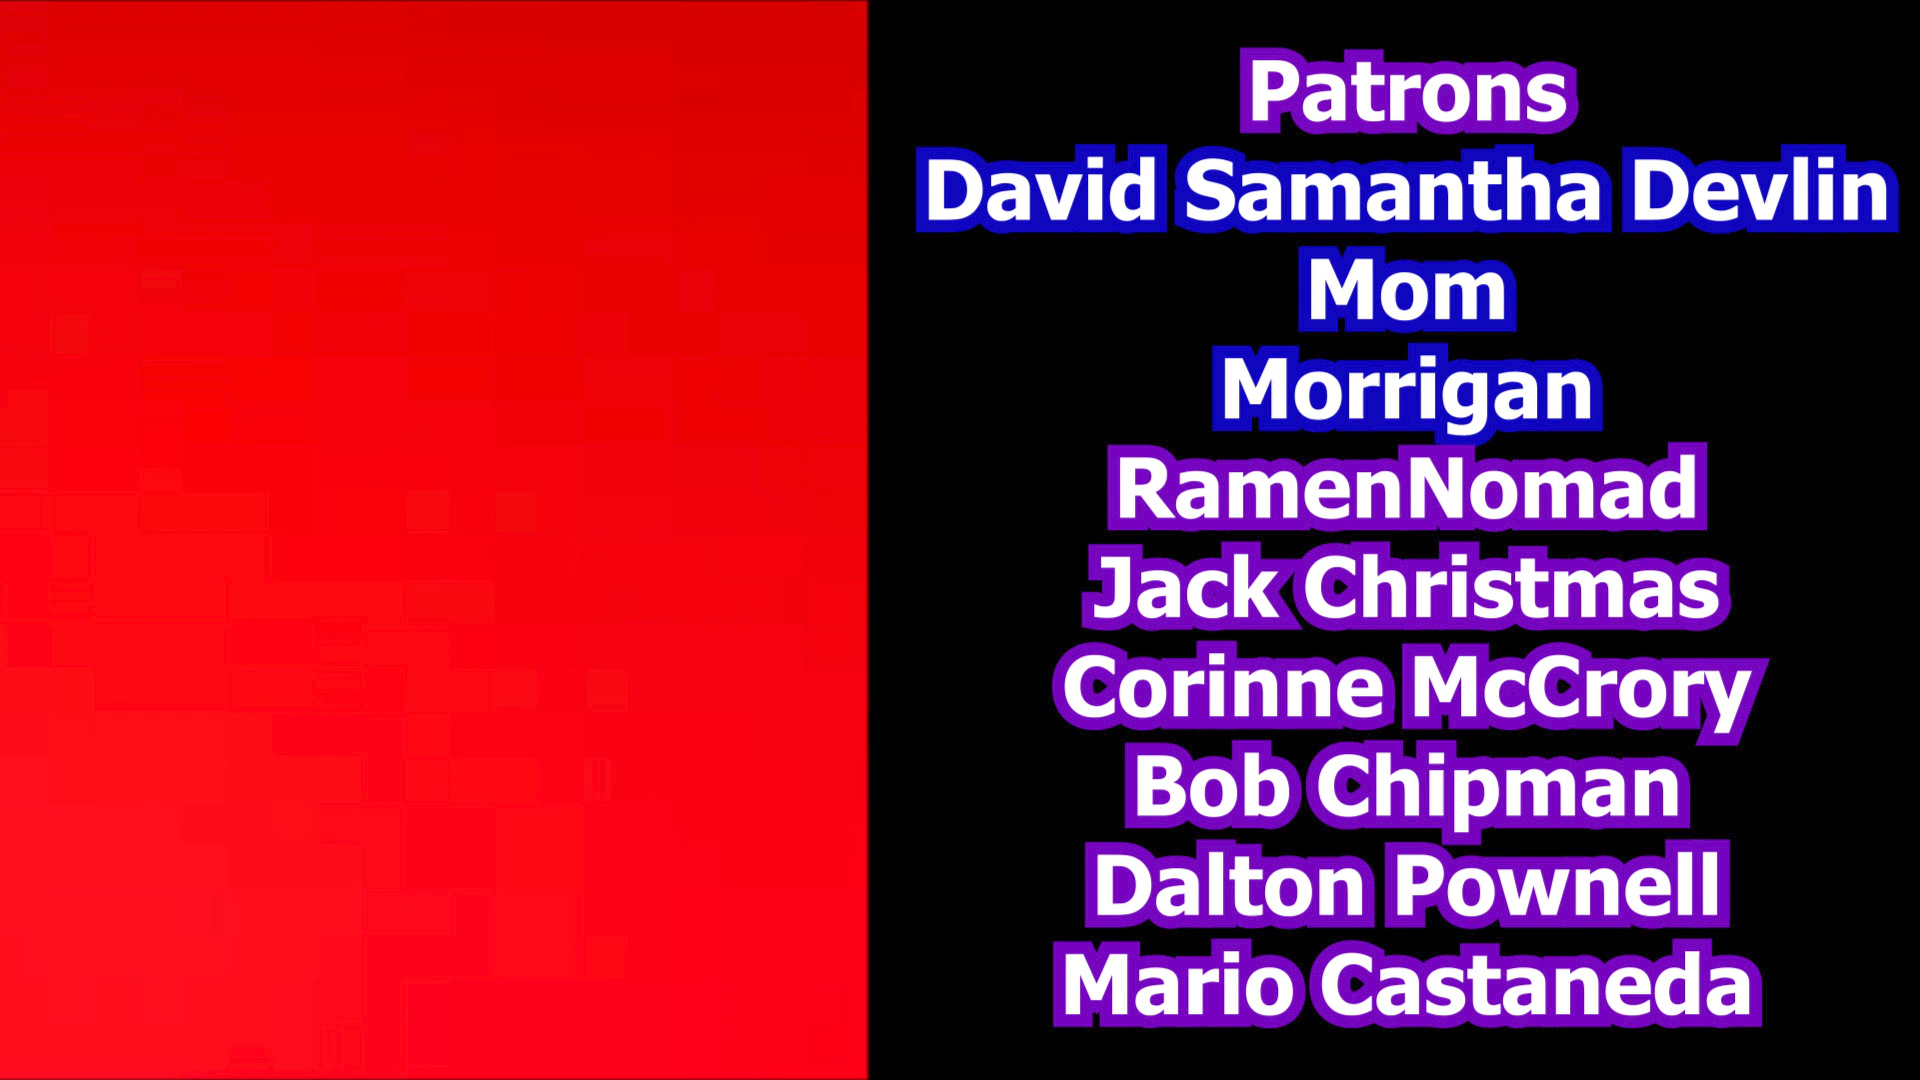 Patrons
David Samantha Devlin
Mom
Morrigan
RamenNomad
Jack Christmas
Corinne McCrory
Bob Chipman
Dalton Pownell
Mario Castaneda